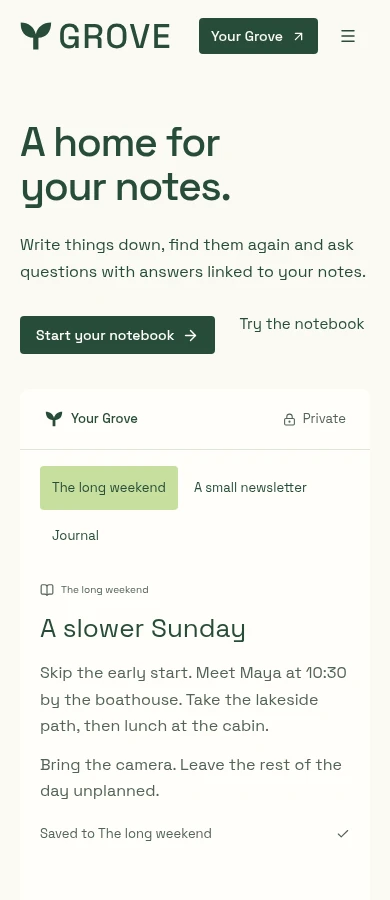 GROVE
Your Grove
A home for
your notes.
Write things down, find them again and ask
questions with answers linked to your notes.
Start your notebook
Try the notebook
Your Grove
Private
The long weekend
A small newsletter
Journal
The long weekend
A slower Sunday
Skip the early start. Meet Maya at 10:30
by the boathouse. Take the lakeside
path, then lunch at the cabin.
Bring the camera. Leave the rest of the
day unplanned.
Saved to The long weekend